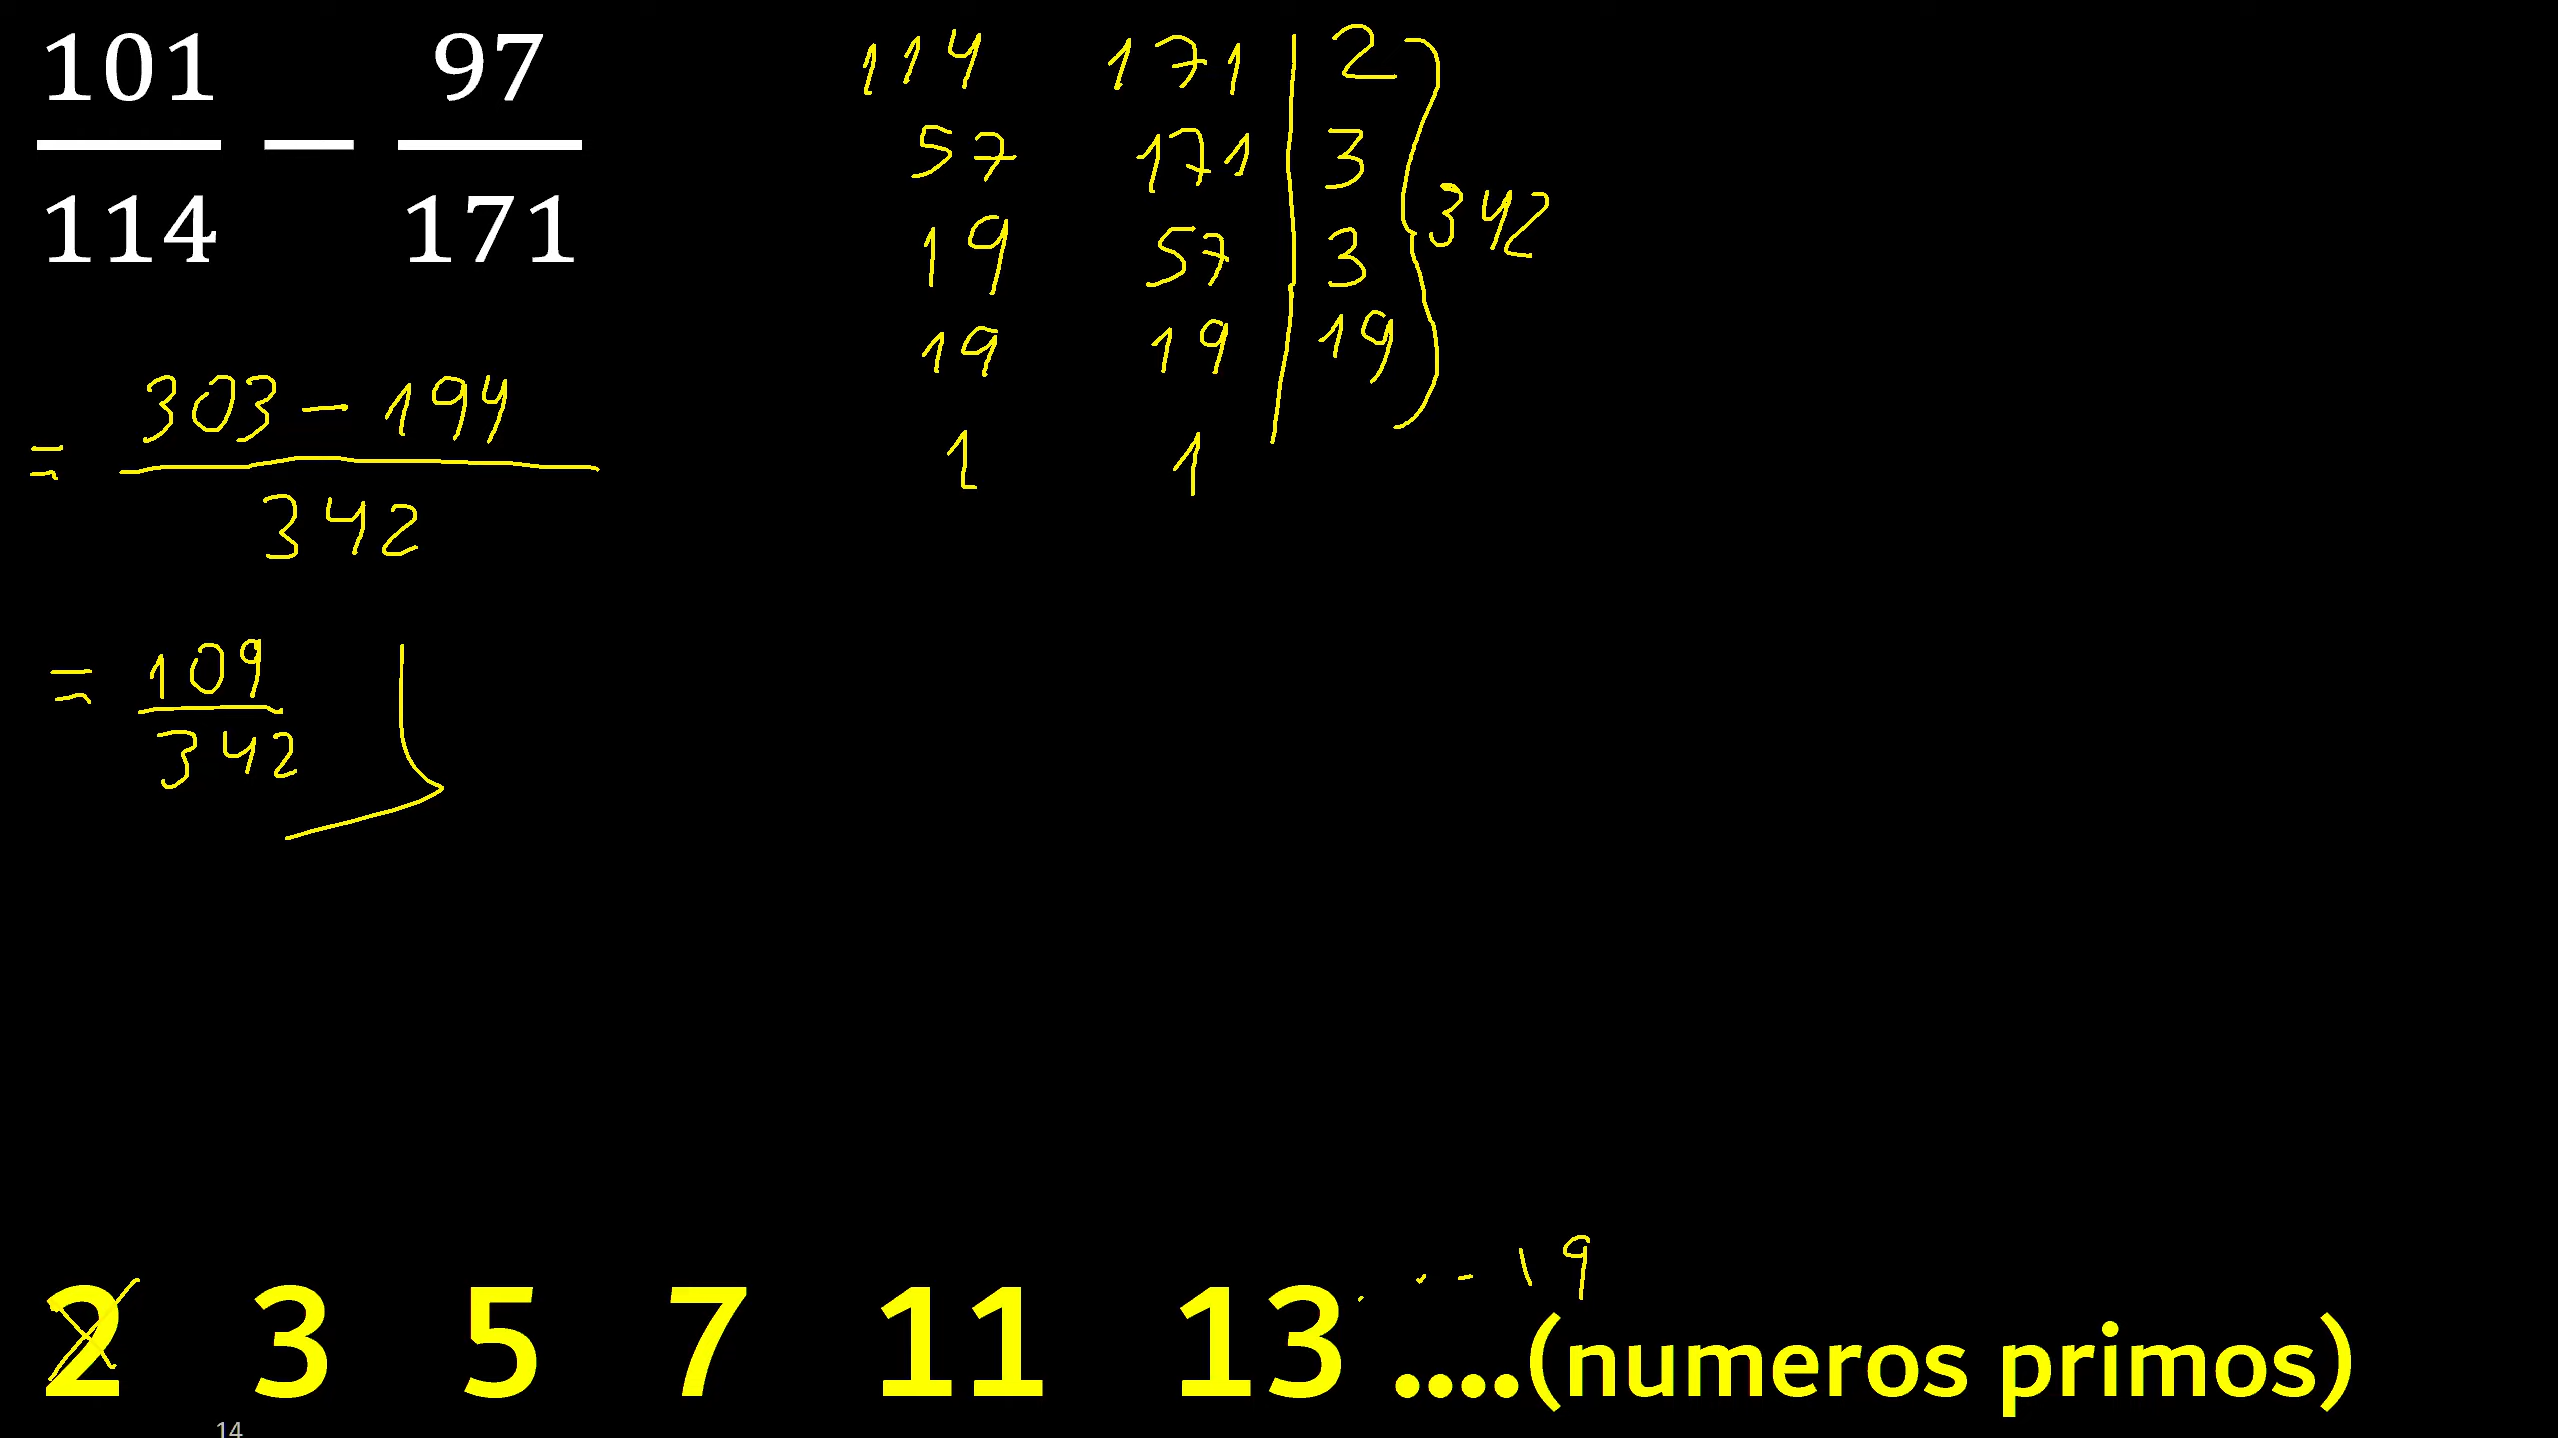 101/114 − 97/171
= (303 − 194)/342
= 109/342
114 171 | 2
57 171 | 3
19 57 | 3
19 19 | 19
1 1
342
. . - 19
2 3 5 7 11 13 ....(numeros primos)
14